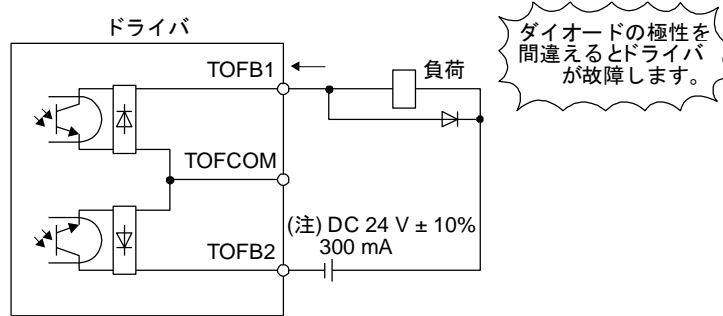 ドライバ
ダイオードの極性を
間違えるとドライバ
が故障します。
TOFB1
負荷
TOFCOM
(注) DC 24 V ± 10%
300 mA
TOFB2